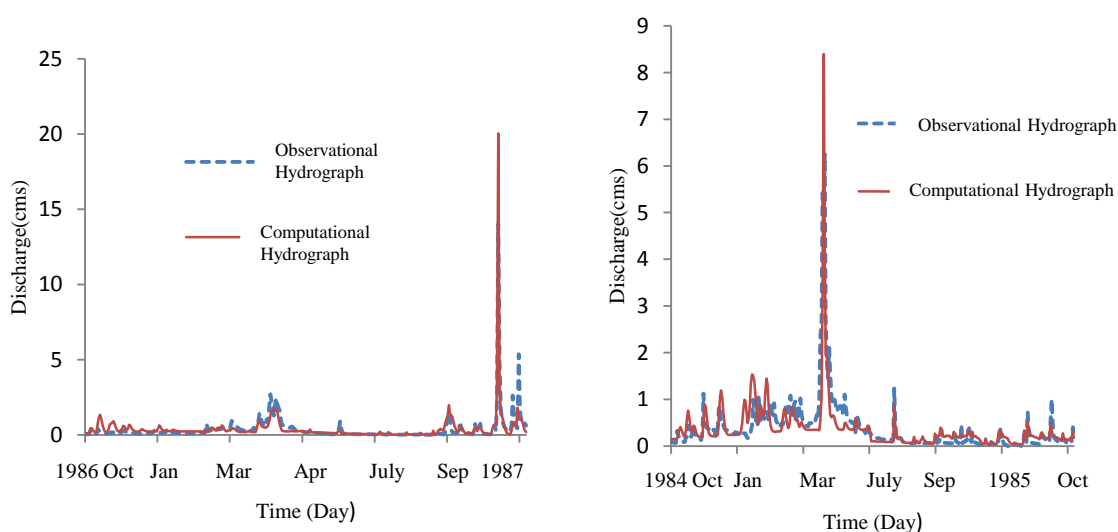 25
20
15
10
5
0
Discharge(cms)
Observational
Hydrograph
Computational
Hydrograph
1986 Oct Jan Mar Apr July Sep 1987
Time (Day)
9
8
7
6
5
4
3
2
1
0
Discharge(cms)
Observational Hydrograph
Computational Hydrograph
1984 Oct Jan Mar July Sep 1985 Oct
Time (Day)